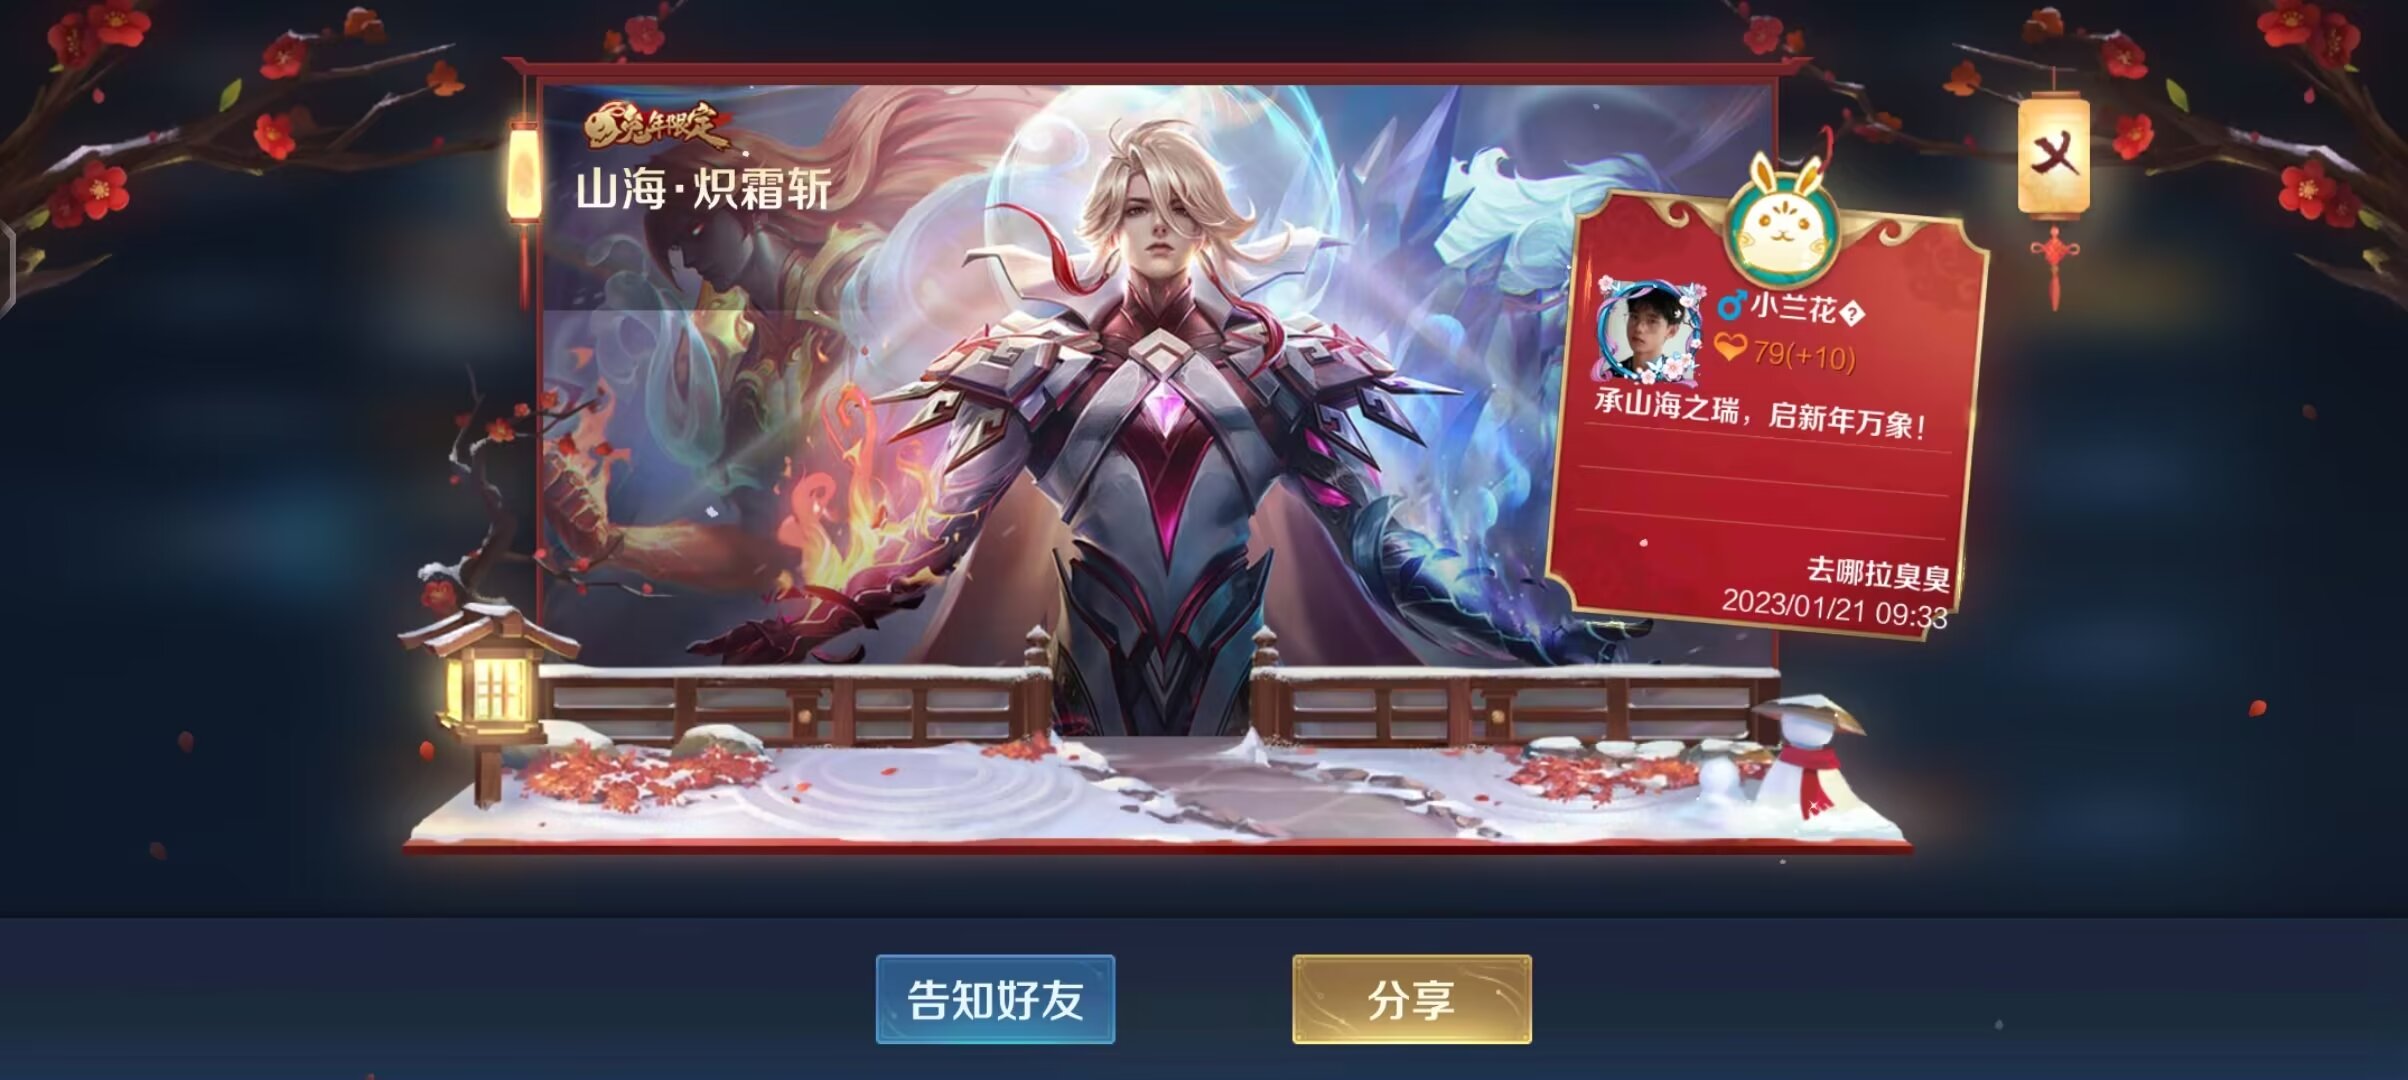 兔年限定
山海·炽霜斩
小兰花�
79(+10)
承山海之瑞，启新年万象！
去哪拉臭臭
2023/01/21 09:33
告知好友
分享